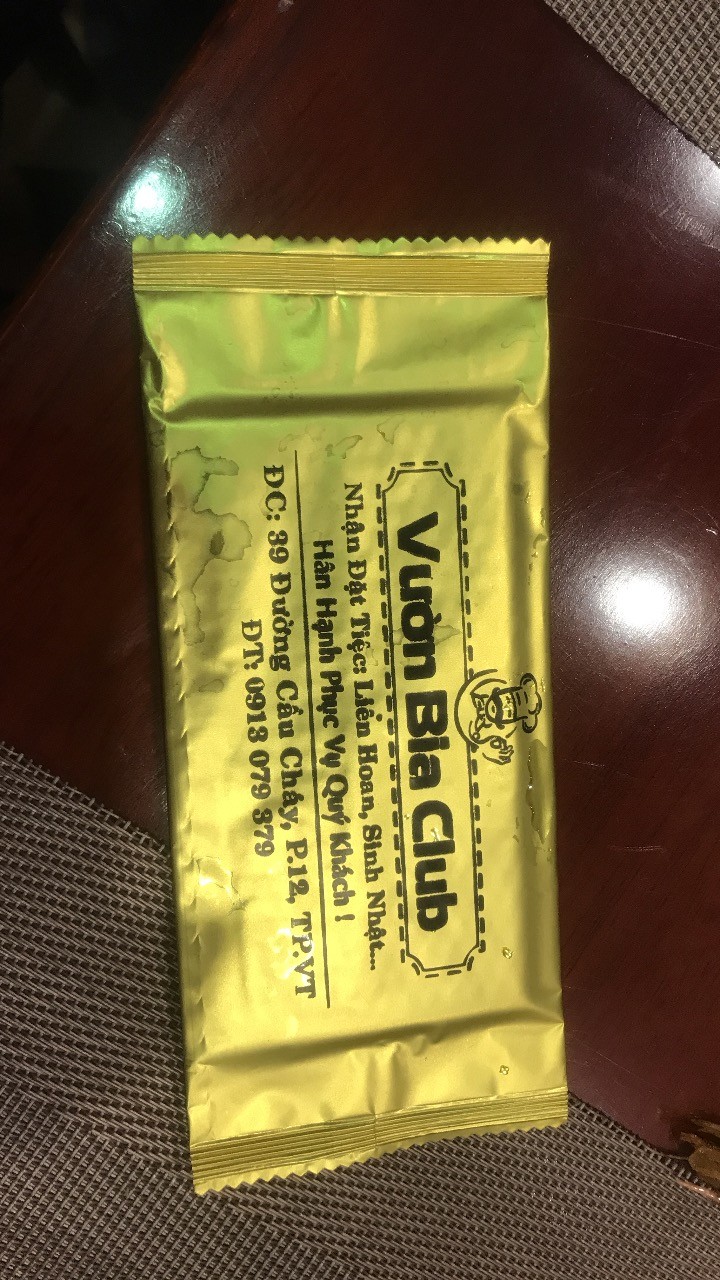 Vườn Bia Club
Nhận Đặt Tiệc: Liên Hoan, Sinh Nhật...
Hân Hạnh Phục Vụ Quý Khách !
ĐC: 39 Đường Cầu Cháy, P.12, TP.VT
ĐT: 0913 079 379